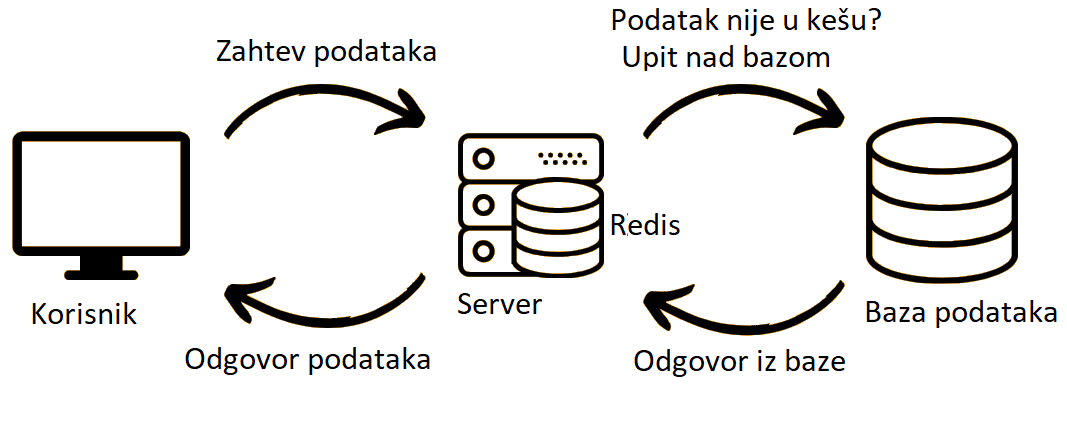 Podatak nije u kešu?
Upit nad bazom
Zahtev podataka
Redis
Server
Korisnik
Baza podataka
Odgovor podataka
Odgovor iz baze